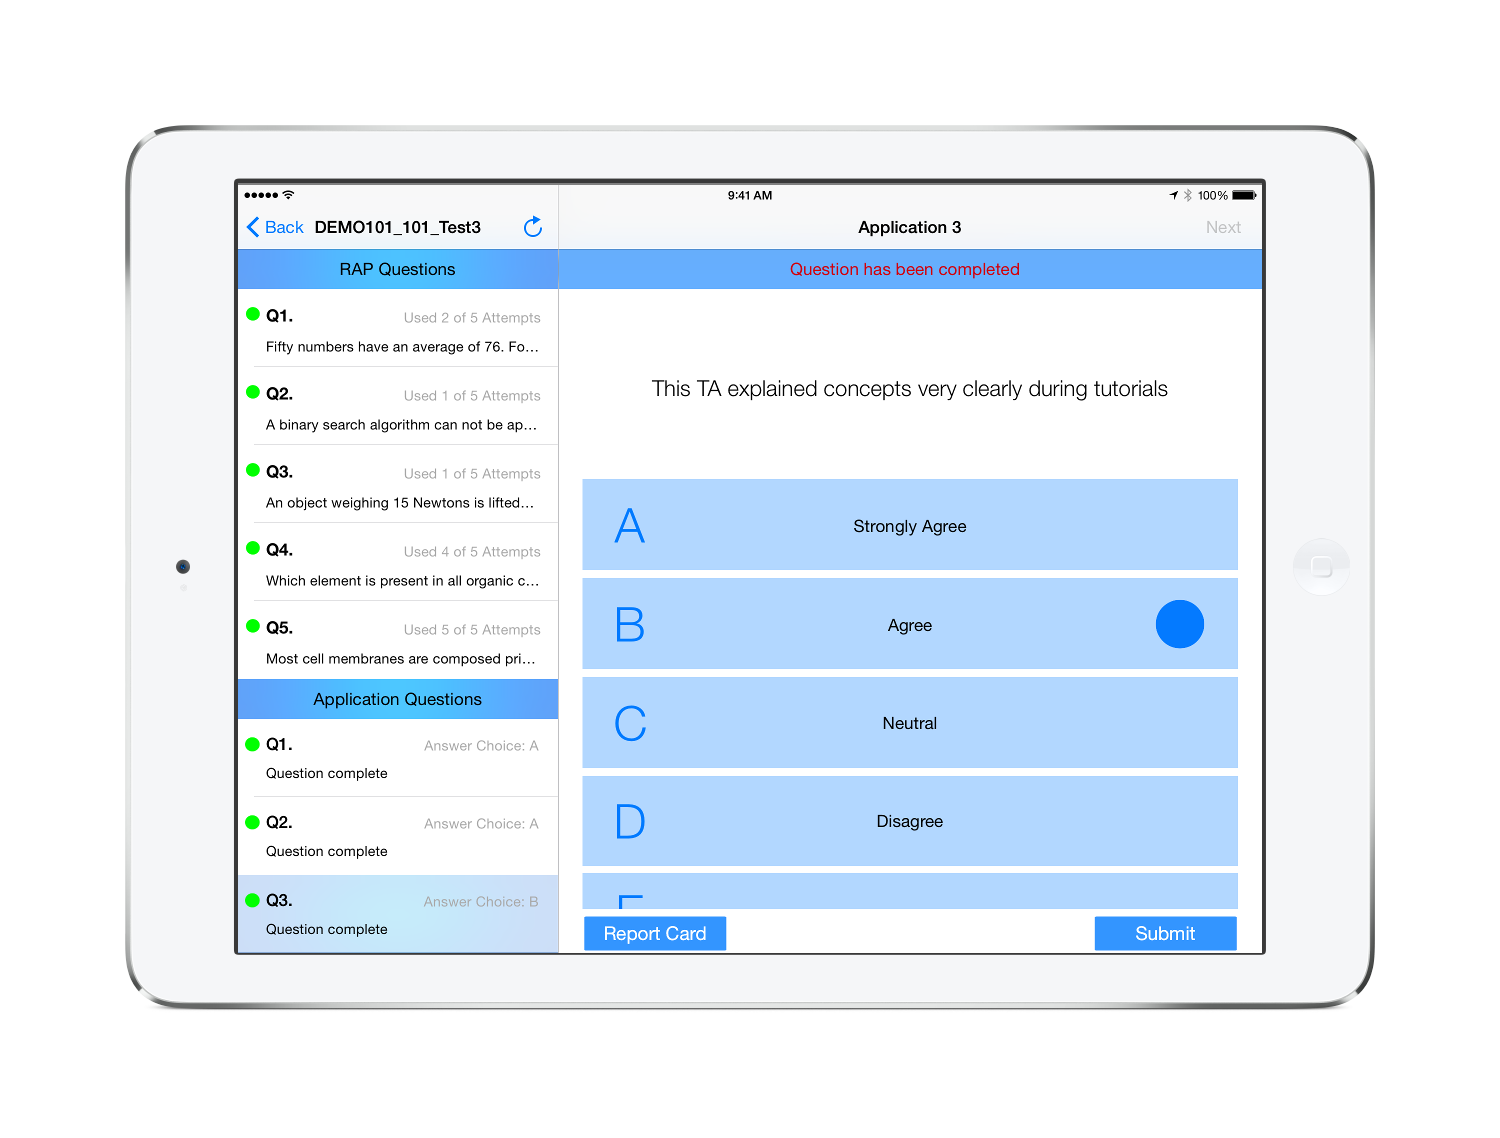 9:41 AM
100%
Back
DEMO101_101_Test3
Application 3
Next
RAP Questions
Question has been completed
Q1.
Used 2 of 5 Attempts
Fifty numbers have an average of 76. Fo...
Q2.
Used 1 of 5 Attempts
A binary search algorithm can not be ap...
Q3.
Used 1 of 5 Attempts
An object weighing 15 Newtons is lifted...
Q4.
Used 4 of 5 Attempts
Which element is present in all organic c...
Q5.
Used 5 of 5 Attempts
Most cell membranes are composed pri...
Application Questions
Q1.
Answer Choice: A
Question complete
Q2.
Answer Choice: A
Question complete
Q3.
Answer Choice: B
Question complete
This TA explained concepts very clearly during tutorials
A
Strongly Agree
B
Agree
C
Neutral
D
Disagree
Report Card
Submit